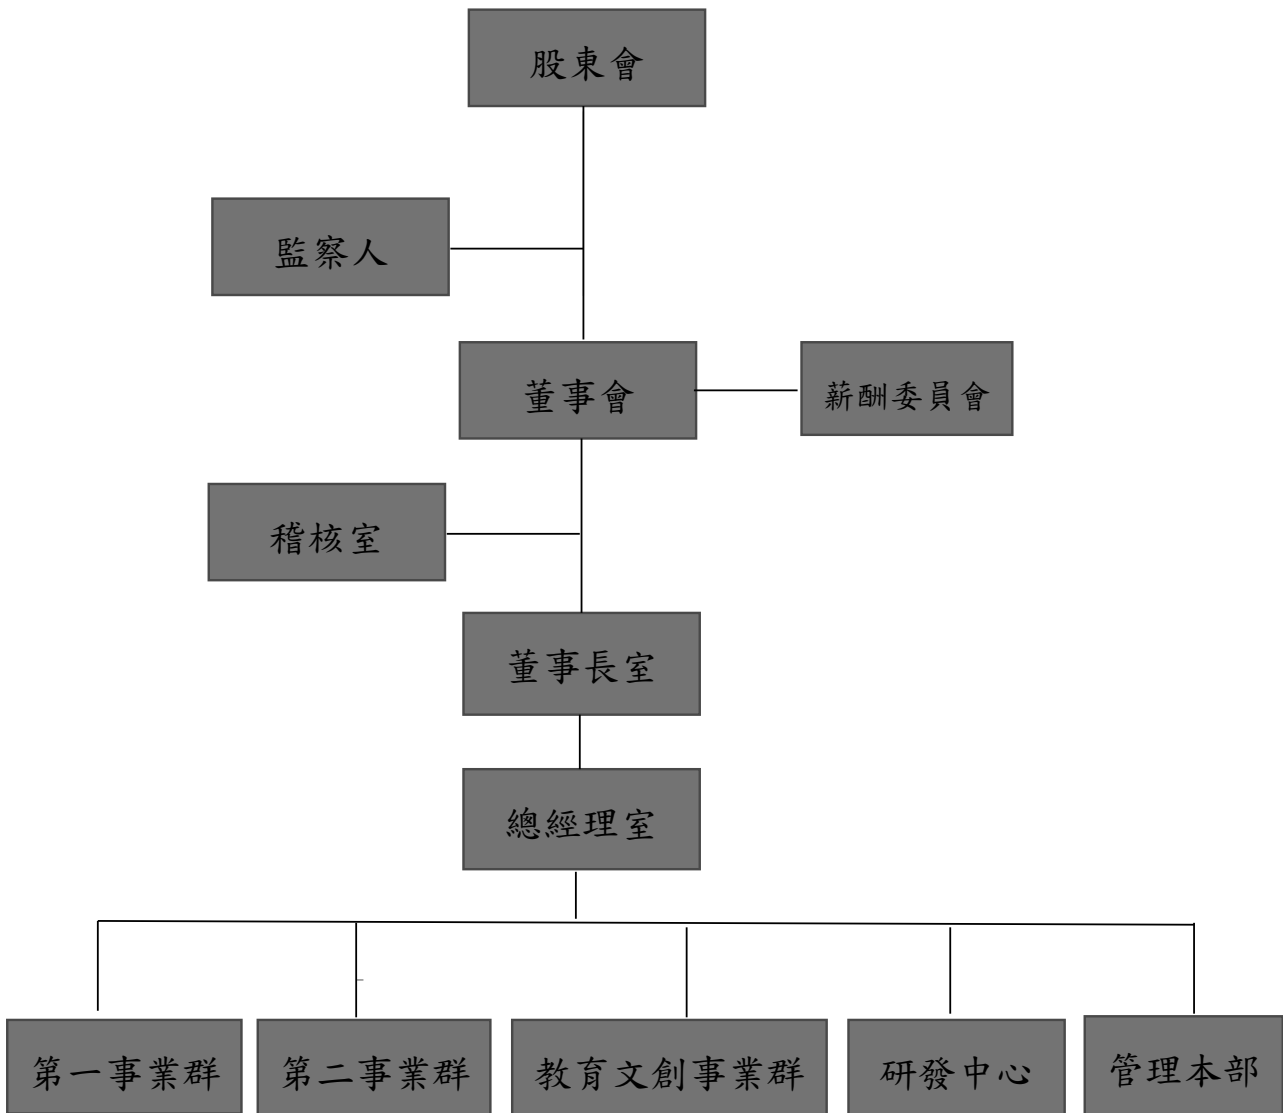 股東會
監察人
董事會
薪酬委員會
稽核室
董事長室
總經理室
第一事業群
第二事業群
教育文創事業群
研發中心
管理本部